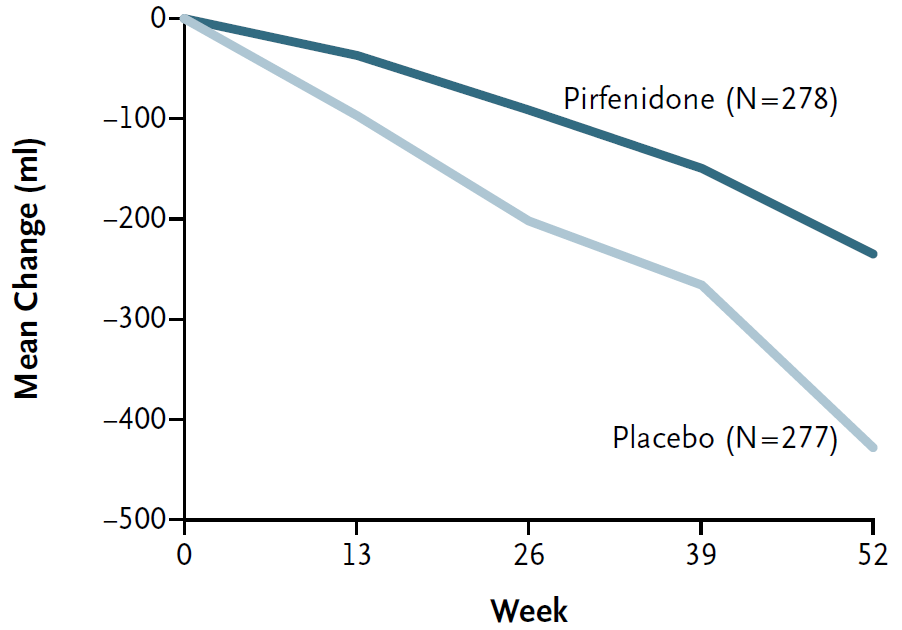 0
–100
–200
–300
–400
–500
Mean Change (ml)
Pirfenidone (N=278)
Placebo (N=277)
0 13 26 39 52
Week